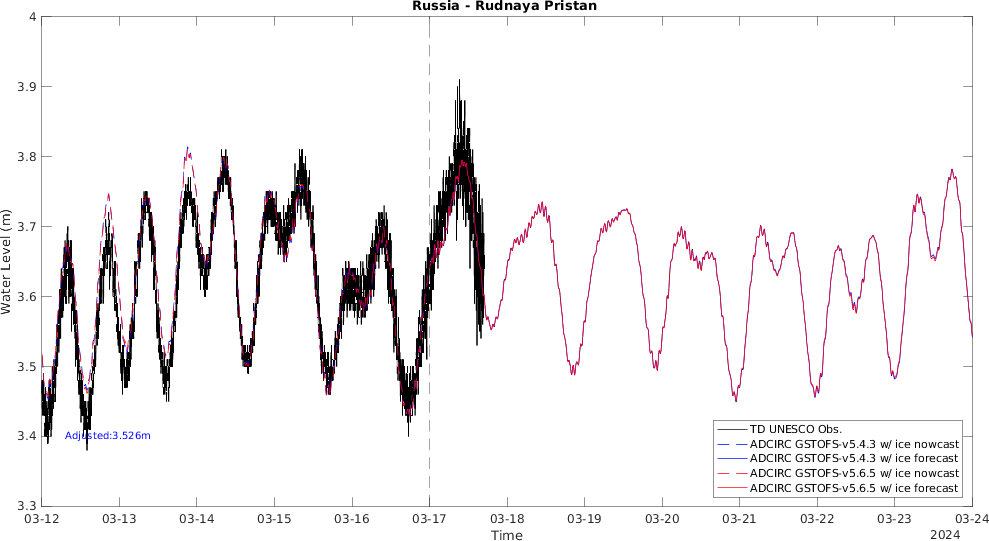 Russia - Rudnaya Pristan
4
3.9
3.8
3.7
3.6
3.5
3.4
3.3
Water Level (m)
Adjusted:3.526m
TD UNESCO Obs.
ADCIRC GSTOFS-v5.4.3 w/ ice nowcast
ADCIRC GSTOFS-v5.4.3 w/ ice forecast
ADCIRC GSTOFS-v5.6.5 w/ ice nowcast
ADCIRC GSTOFS-v5.6.5 w/ ice forecast
03-12 03-13 03-14 03-15 03-16 03-17 03-18 03-19 03-20 03-21 03-22 03-23 03-24
Time
2024